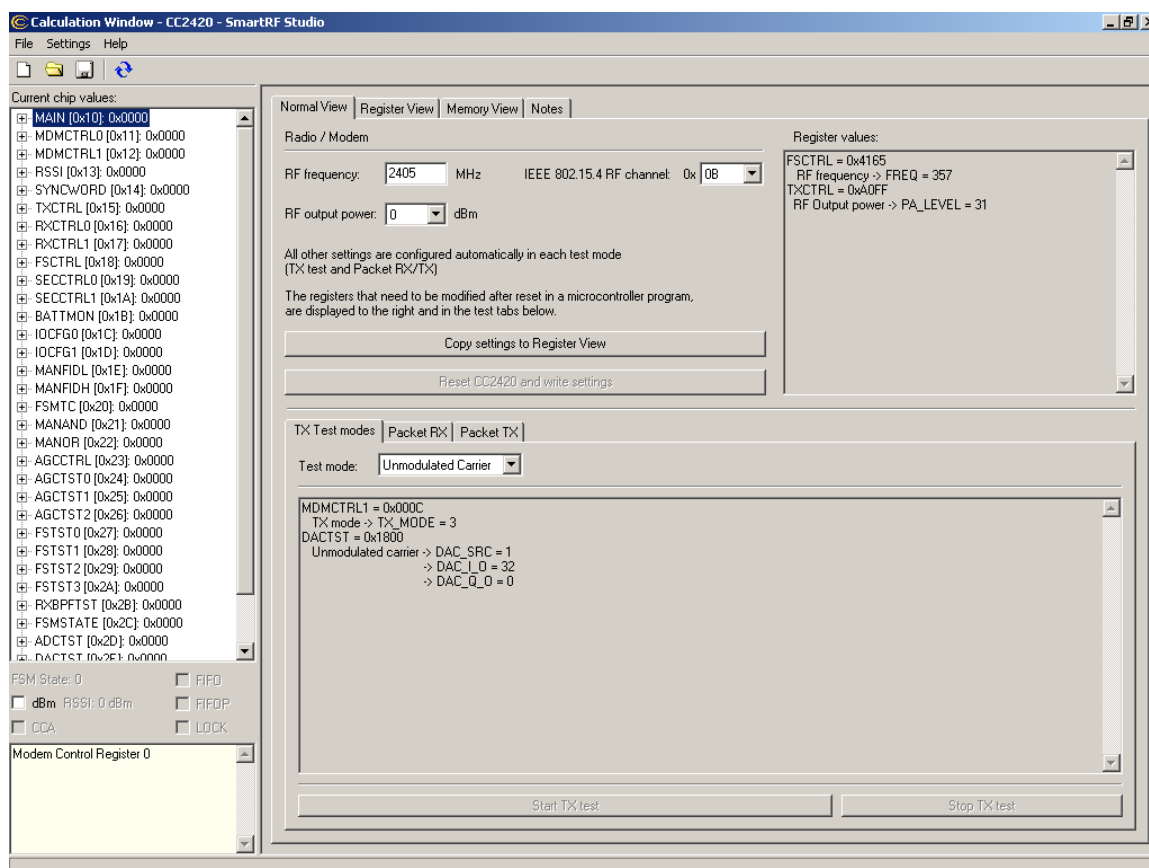 Calculation Window - CC2420 - SmartRF Studio
File Settings Help
Current chip values:
MAIN [0x10]: 0x0000
MDMCTRL0 [0x11]: 0x0000
MDMCTRL1 [0x12]: 0x0000
RSSI [0x13]: 0x0000
SYNCWORD [0x14]: 0x0000
TXCTRL [0x15]: 0x0000
RXCTRL0 [0x16]: 0x0000
RXCTRL1 [0x17]: 0x0000
FSCTRL [0x18]: 0x0000
SECCTRL0 [0x19]: 0x0000
SECCTRL1 [0x1A]: 0x0000
BATTMON [0x1B]: 0x0000
IOCFG0 [0x1C]: 0x0000
IOCFG1 [0x1D]: 0x0000
MANFIDL [0x1E]: 0x0000
MANFIDH [0x1F]: 0x0000
FSMTC [0x20]: 0x0000
MANAND [0x21]: 0x0000
MANOR [0x22]: 0x0000
AGCCTRL [0x23]: 0x0000
AGCTST0 [0x24]: 0x0000
AGCTST1 [0x25]: 0x0000
AGCTST2 [0x26]: 0x0000
FSTST0 [0x27]: 0x0000
FSTST1 [0x28]: 0x0000
FSTST2 [0x29]: 0x0000
FSTST3 [0x2A]: 0x0000
RXBPFTST [0x2B]: 0x0000
FSMSTATE [0x2C]: 0x0000
ADCTST [0x2D]: 0x0000
DACTST [0x2E]: 0x0000
FSM State: 0 FIFO
dBm RSSI: 0 dBm FIFOP
CCA LOCK
Modem Control Register 0
Normal View Register View Memory View Notes
Radio / Modem
RF frequency: 2405 MHz IEEE 802.15.4 RF channel: 0x 0B
RF output power: 0 dBm
All other settings are configured automatically in each test mode
(TX test and Packet RX/TX)
The registers that need to be modified after reset in a microcontroller program,
are displayed to the right and in the test tabs below.
Copy settings to Register View
Reset CC2420 and write settings
Register values:
FSCTRL = 0x4165
RF frequency -> FREQ = 357
TXCTRL = 0xA0FF
RF Output power -> PA_LEVEL = 31
TX Test modes Packet RX Packet TX
Test mode: Unmodulated Carrier
MDMCTRL1 = 0x000C
TX mode -> TX_MODE = 3
DACTST = 0x1800
Unmodulated carrier -> DAC_SRC = 1
-> DAC_I_O = 32
-> DAC_Q_O = 0
Start TX test Stop TX test